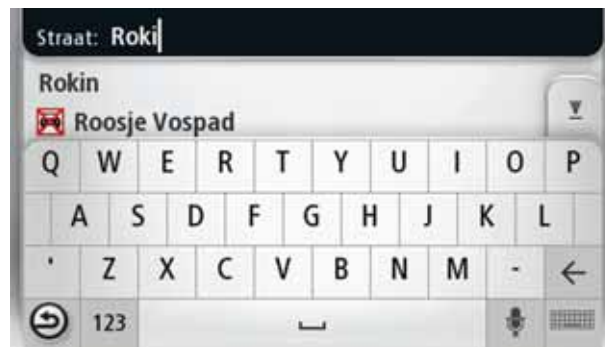 Straat: Roki
Rokin
Roosje Vospad
Q W E R T Y U I O P
A S D F G H J K L
' Z X C V B N M -
123